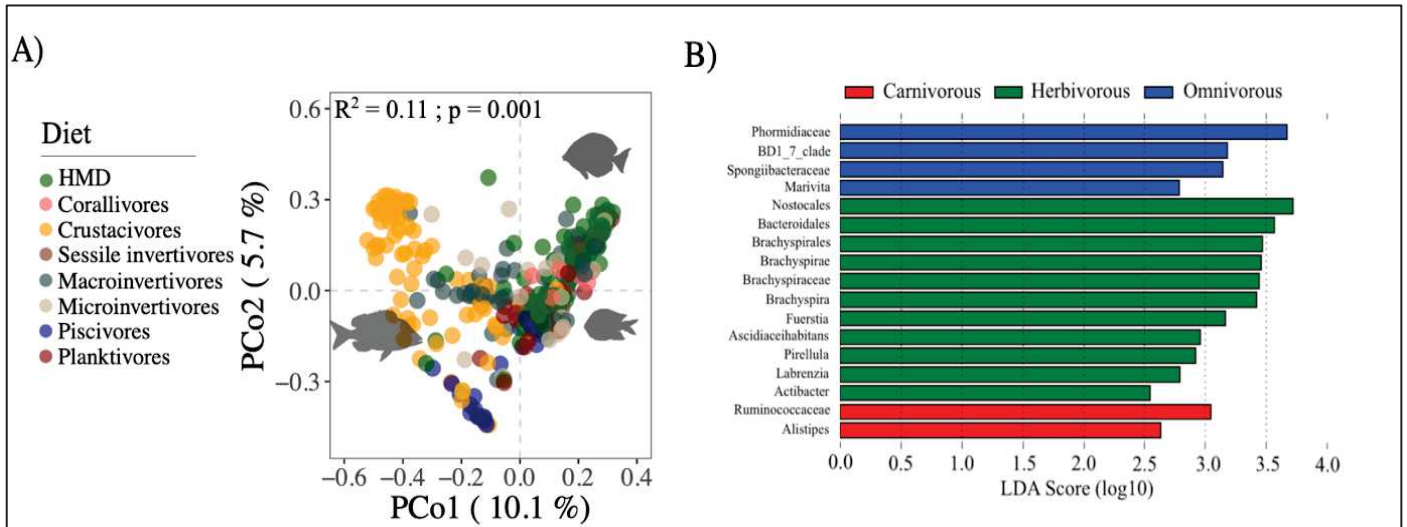 A)
Diet
HMD
Corallivores
Crustacivores
Sessile invertivores
Macroinvertivores
Microinvertivores
Piscivores
Planktivores
R² = 0.11 ; p = 0.001
PCo2 ( 5.7 %)
0.6
0.3
0.0
−0.3
−0.6 −0.4 −0.2 0.0 0.2 0.4
PCo1 ( 10.1 %)
B)
Carnivorous Herbivorous Omnivorous
Phormidiaceae
BD1_7_clade
Spongiibacteraceae
Marivita
Nostocales
Bacteroidales
Brachyspirales
Brachyspirae
Brachyspiraceae
Brachyspira
Fuerstia
Ascidiaceihabitans
Pirellula
Labrenzia
Actibacter
Ruminococcaceae
Alistipes
0.0 0.5 1.0 1.5 2.0 2.5 3.0 3.5 4.0
LDA Score (log10)